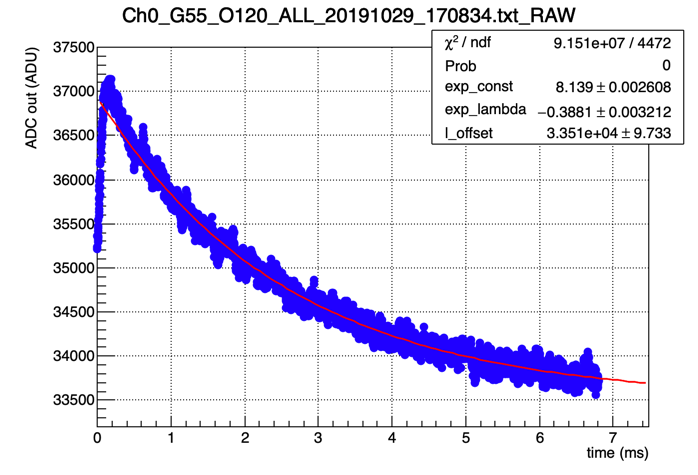 Ch0_G55_O120_ALL_20191029_170834.txt_RAW
χ² / ndf 9.151e+07 / 4472
Prob 0
exp_const 8.139 ± 0.002608
exp_lambda −0.3881 ± 0.003212
l_offset 3.351e+04 ± 9.733
ADC out (ADU)
37500
37000
36500
36000
35500
35000
34500
34000
33500
0 1 2 3 4 5 6 7
time (ms)